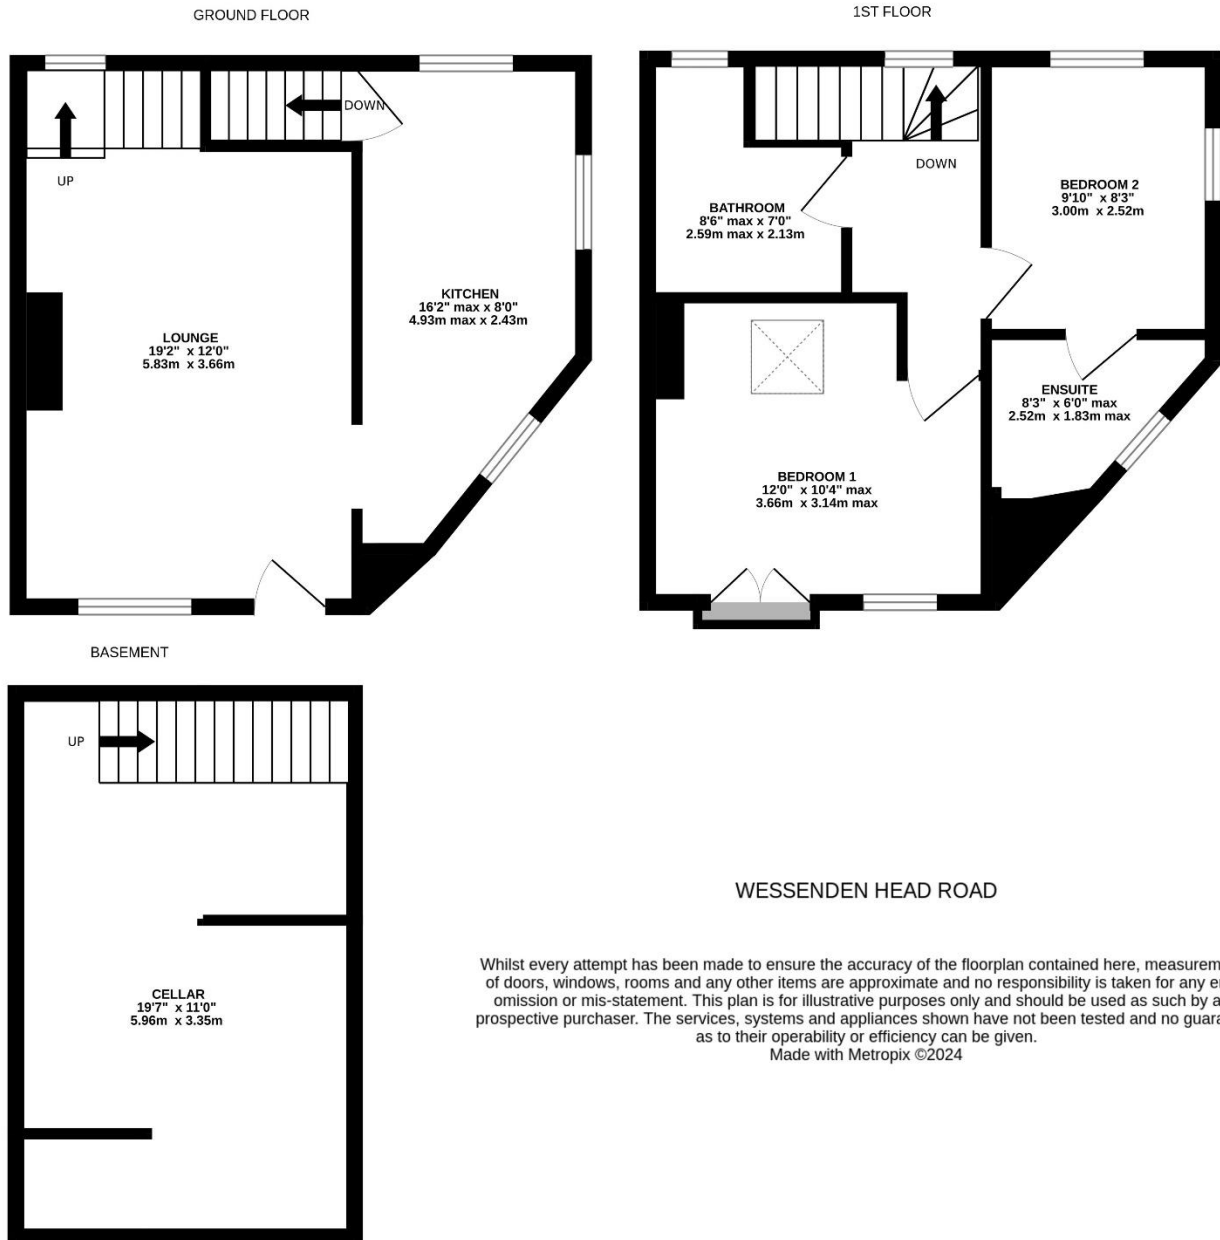 GROUND FLOOR
UP
DOWN
LOUNGE
19'2" x 12'0"
5.83m x 3.66m
KITCHEN
16'2" max x 8'0"
4.93m max x 2.43m
1ST FLOOR
BATHROOM
8'6" max x 7'0"
2.59m max x 2.13m
DOWN
BEDROOM 2
9'10" x 8'3"
3.00m x 2.52m
ENSUITE
8'3" x 6'0" max
2.52m x 1.83m max
BEDROOM 1
12'0" x 10'4" max
3.66m x 3.14m max
BASEMENT
UP
CELLAR
19'7" x 11'0"
5.96m x 3.35m
WESSENDEN HEAD ROAD
Whilst every attempt has been made to ensure the accuracy of the floorplan contained here,
of doors, windows, rooms and any other items are approximate and no responsibility is taken for any
omission or mis-statement. This plan is for illustrative purposes only and should be used as such by
prospective purchaser. The services, systems and appliances shown have not been tested and no
as to their operability or efficiency can be given.
Made with Metropix ©2024